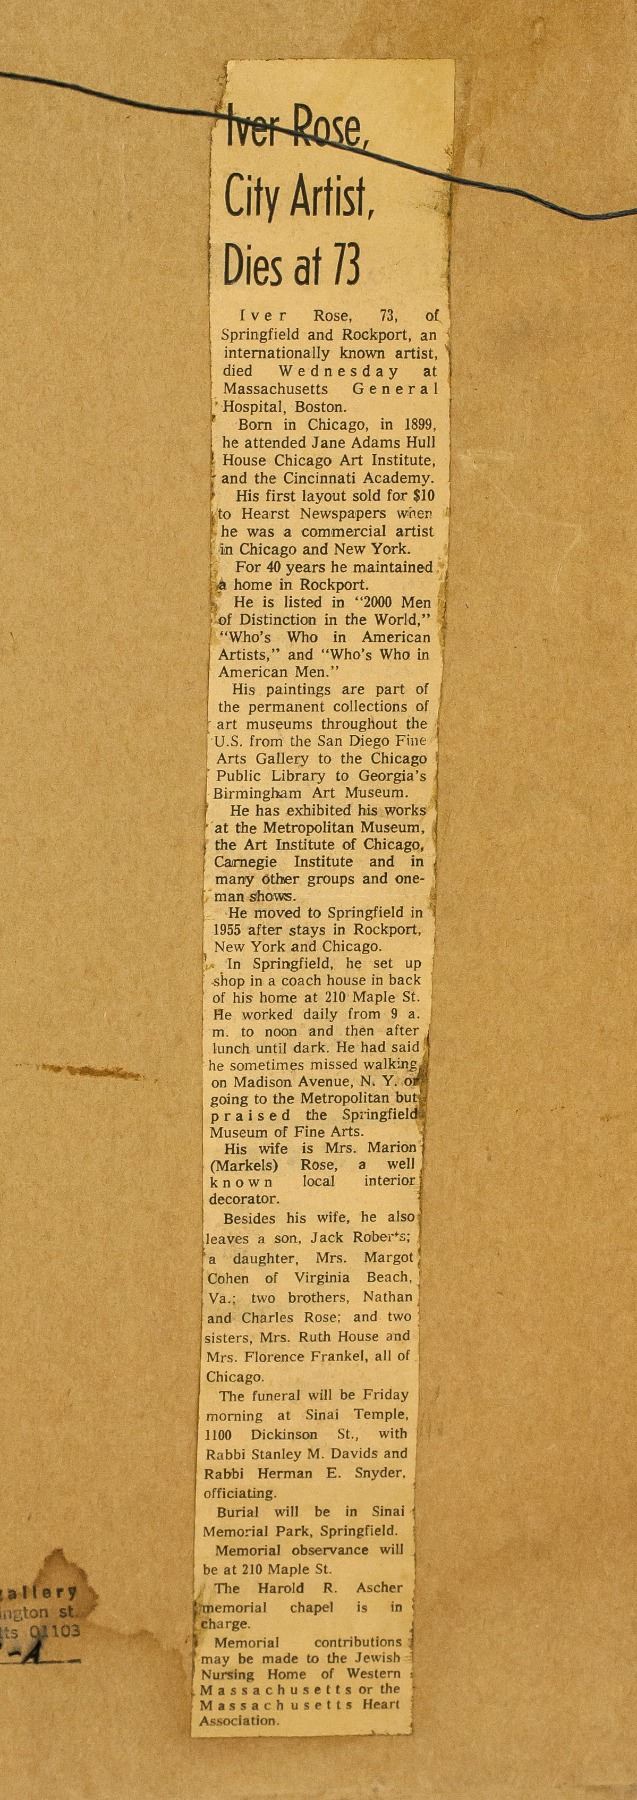 Iver Rose,
City Artist,
Dies at 73
Iver Rose, 73, of
Springfield and Rockport, an
internationally known artist,
died Wednesday at
Massachusetts General
Hospital, Boston.
Born in Chicago, in 1899,
he attended Jane Adams Hull
House Chicago Art Institute,
and the Cincinnati Academy.
His first layout sold for $10
to Hearst Newspapers when
he was a commercial artist
in Chicago and New York.
For 40 years he maintained
a home in Rockport.
He is listed in "2000 Men
of Distinction in the World,"
"Who's Who in American
Artists," and "Who's Who in
American Men."
His paintings are part of
the permanent collections of
art museums throughout the
U.S. from the San Diego Fine
Arts Gallery to the Chicago
Public Library to Georgia's
Birmingham Art Museum.
He has exhibited his works
at the Metropolitan Museum,
the Art Institute of Chicago,
Carnegie Institute and in
many other groups and one-
man shows.
He moved to Springfield in
1955 after stays in Rockport,
New York and Chicago.
In Springfield, he set up
shop in a coach house in back
of his home at 210 Maple St.
He worked daily from 9 a.
m. to noon and then after
lunch until dark. He had said
he sometimes missed walking
on Madison Avenue, N. Y. or
going to the Metropolitan but
praised the Springfield
Museum of Fine Arts.
His wife is Mrs. Marion
(Markels) Rose, a well
known local interior
decorator.
Besides his wife, he also
leaves a son, Jack Roberts;
a daughter, Mrs. Margot
Cohen of Virginia Beach,
Va.; two brothers, Nathan
and Charles Rose; and two
sisters, Mrs. Ruth House and
Mrs. Florence Frankel, all of
Chicago.
The funeral will be Friday
morning at Sinai Temple,
1100 Dickinson St., with
Rabbi Stanley M. Davids and
Rabbi Herman E. Snyder,
officiating.
Burial will be in Sinai
Memorial Park, Springfield.
Memorial observance will
be at 210 Maple St.
The Harold R. Ascher
memorial chapel is in
charge.
Memorial contributions
may be made to the Jewish
Nursing Home of Western
Massachusetts or the
Massachusetts Heart
Association.
allery
ington st.
tts 01103
-A